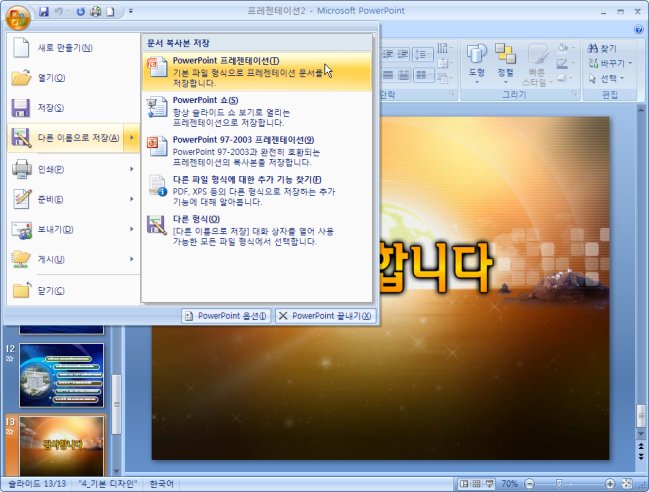 프레젠테이션2 - Microsoft PowerPoint
새로 만들기(N)
열기(O)
저장(S)
다른 이름으로 저장(A)
인쇄(P)
준비(E)
보내기(D)
게시(U)
닫기(C)
문서 복사본 저장
PowerPoint 프레젠테이션(T)
기본 파일 형식으로 프레젠테이션 문서를
저장합니다.
PowerPoint 쇼(S)
항상 슬라이드 쇼 보기로 열리는
프레젠테이션으로 저장합니다.
PowerPoint 97-2003 프레젠테이션(9)
PowerPoint 97-2003과 완전히 호환되는
프레젠테이션의 복사본을 저장합니다.
다른 파일 형식에 대한 추가 기능 찾기(F)
PDF, XPS 등의 다른 형식으로 저장하는 추가
기능에 대해 알아봅니다.
다른 형식(O)
[다른 이름으로 저장] 대화 상자를 열어 사용
가능한 모든 파일 형식에서 선택합니다.
PowerPoint 옵션(I)
PowerPoint 끝내기(X)
단락
도형
정렬
빠른
스타일
그리기
찾기
바꾸기
선택
편집
합니다
12
13
감사합니다
슬라이드 13/13
"4_기본 디자인"
한국어
70%